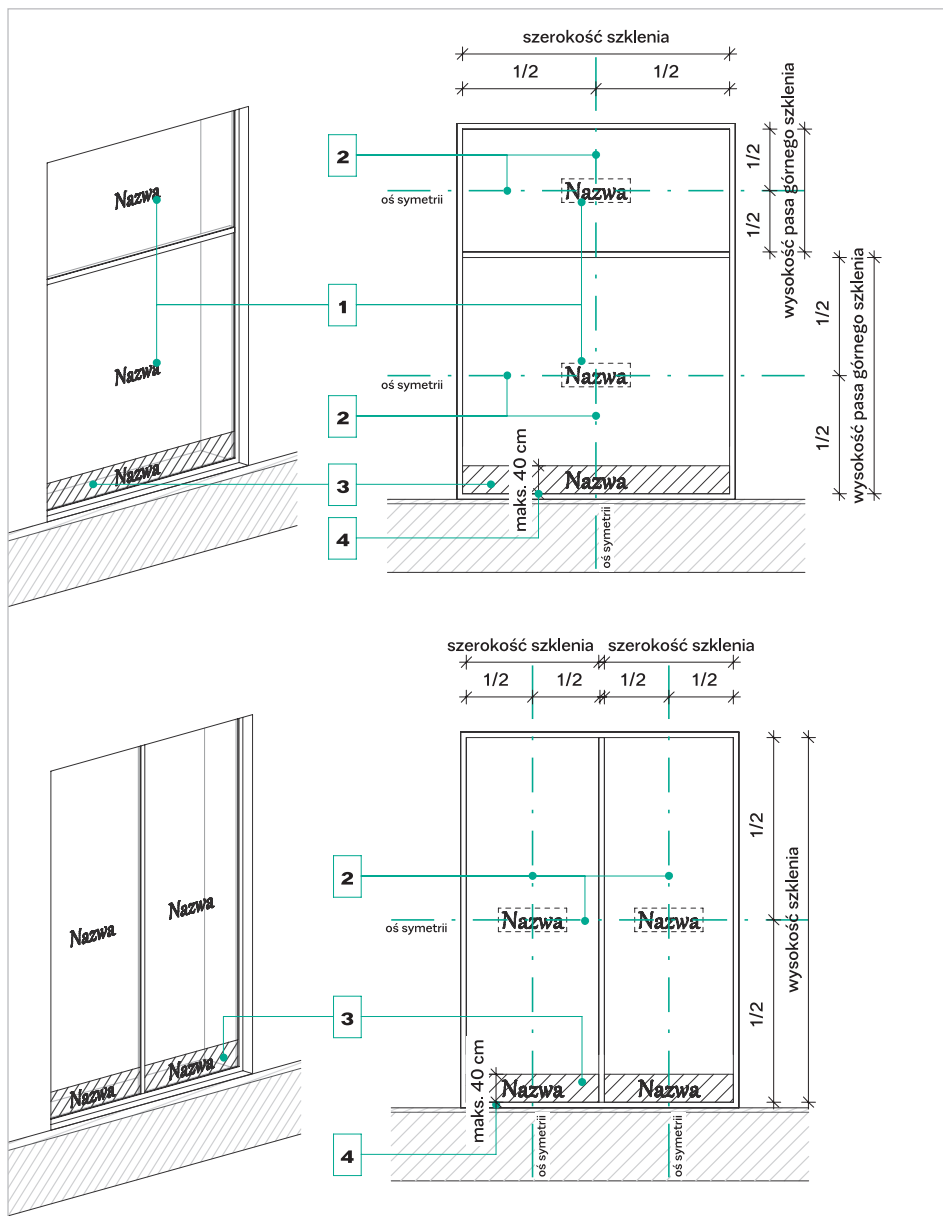 szerokość szklenia
1/2
1/2
2
oś symetrii
Nazwa
Nazwa
1/2
1/2
wysokość pasa górnego szklenia
1
Nazwa
oś symetrii
Nazwa
2
1/2
1/2
wysokość pasa górnego szklenia
Nazwa
3
maks. 40 cm
Nazwa
4
oś symetrii
szerokość szklenia
szerokość szklenia
1/2
1/2
1/2
1/2
2
Nazwa
Nazwa
oś symetrii
Nazwa
Nazwa
1/2
1/2
wysokość szklenia
3
Nazwa
Nazwa
maks. 40 cm
Nazwa
Nazwa
4
oś symetrii
oś symetrii